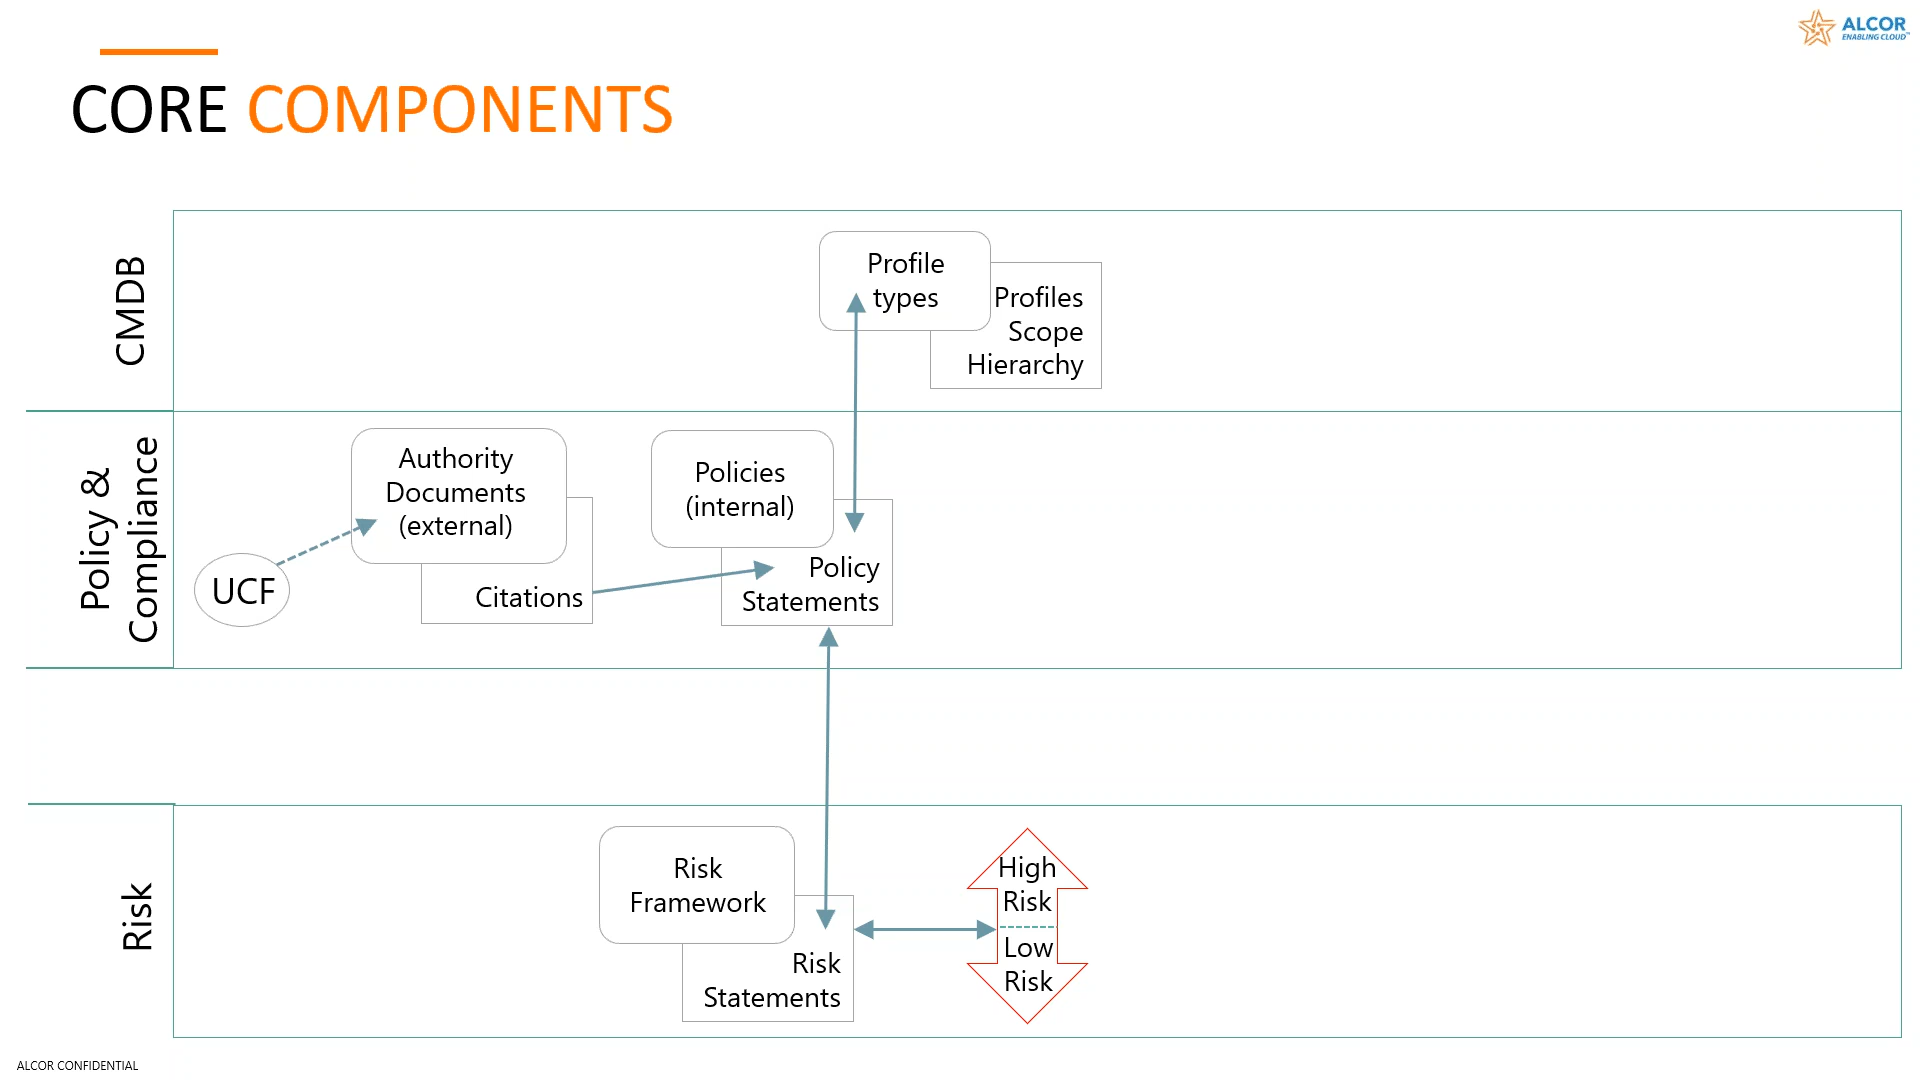 ALCOR
ENABLING CLOUD™
CORE COMPONENTS
CMDB
Profile
types
Profiles
Scope
Hierarchy
Policy &
Compliance
UCF
Authority
Documents
(external)
Citations
Policies
(internal)
Policy
Statements
Risk
Risk
Framework
Risk
Statements
High
Risk
Low
Risk
ALCOR CONFIDENTIAL